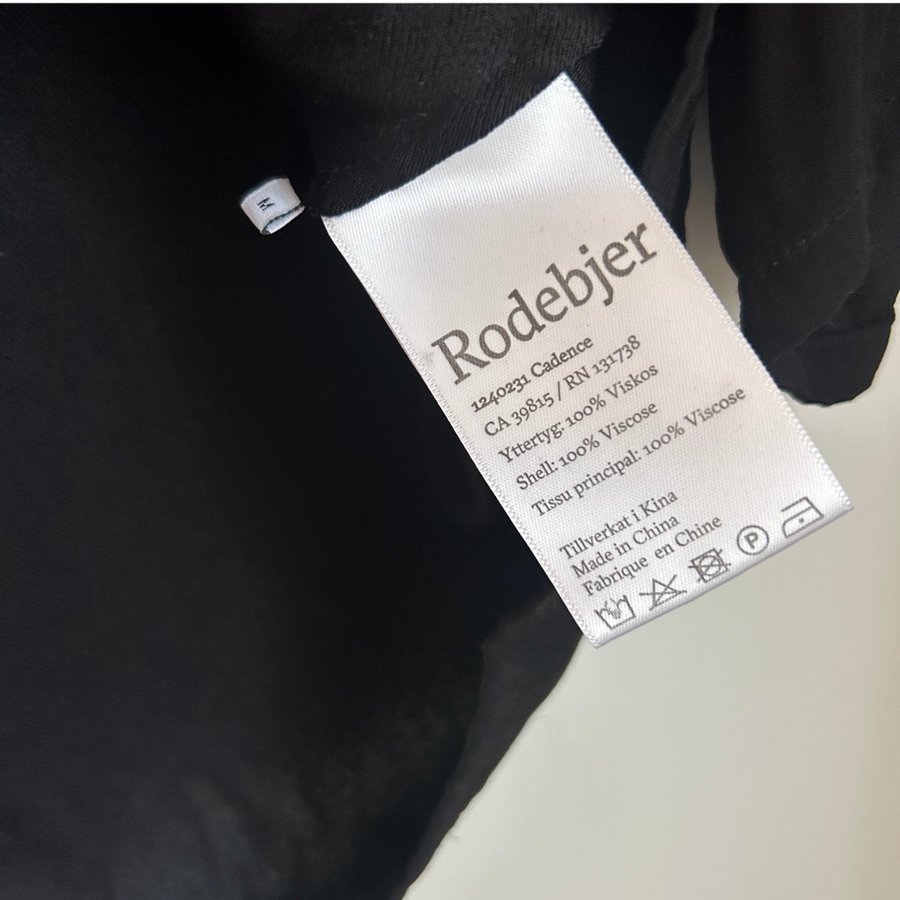 M
Rodebjer
1240231 Cadence
CA 39815 / RN 131738
Yttertyg: 100% Viskos
Shell: 100% Viscose
Tissu principal: 100% Viscose
Tillverkat i Kina
Made in China
Fabrique en Chine
P